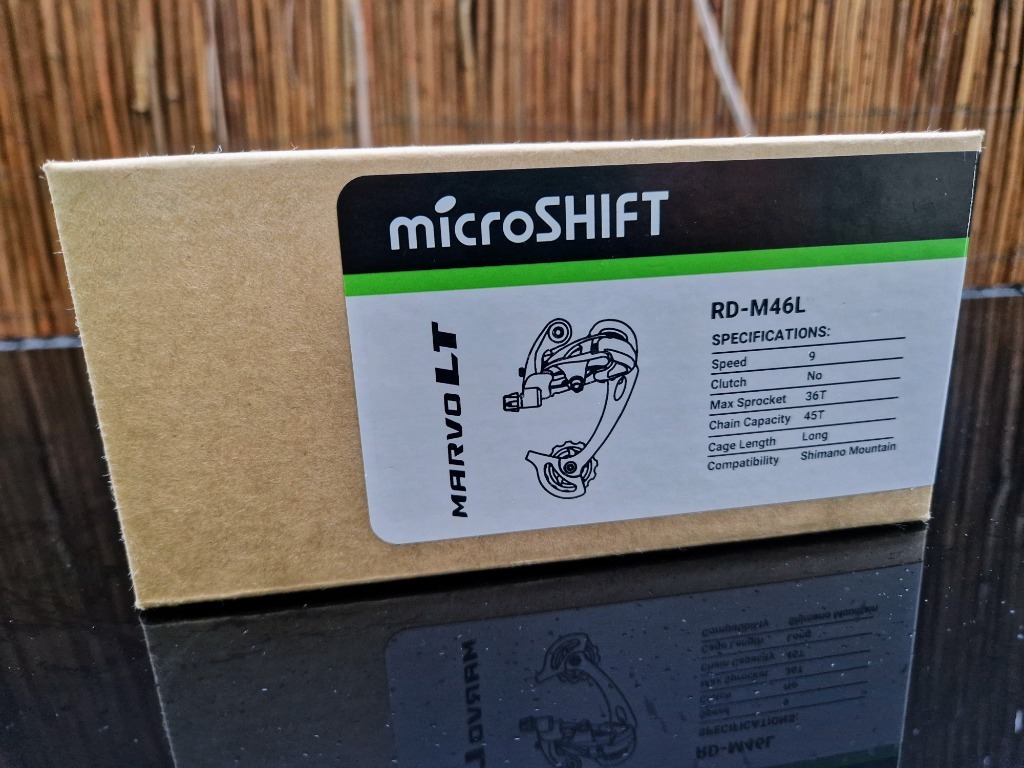 microSHIFT
MARVO LT
RD-M46L
SPECIFICATIONS:
Speed 9
Clutch No
Max Sprocket 36T
Chain Capacity 45T
Cage Length Long
Compatibility Shimano Mountain